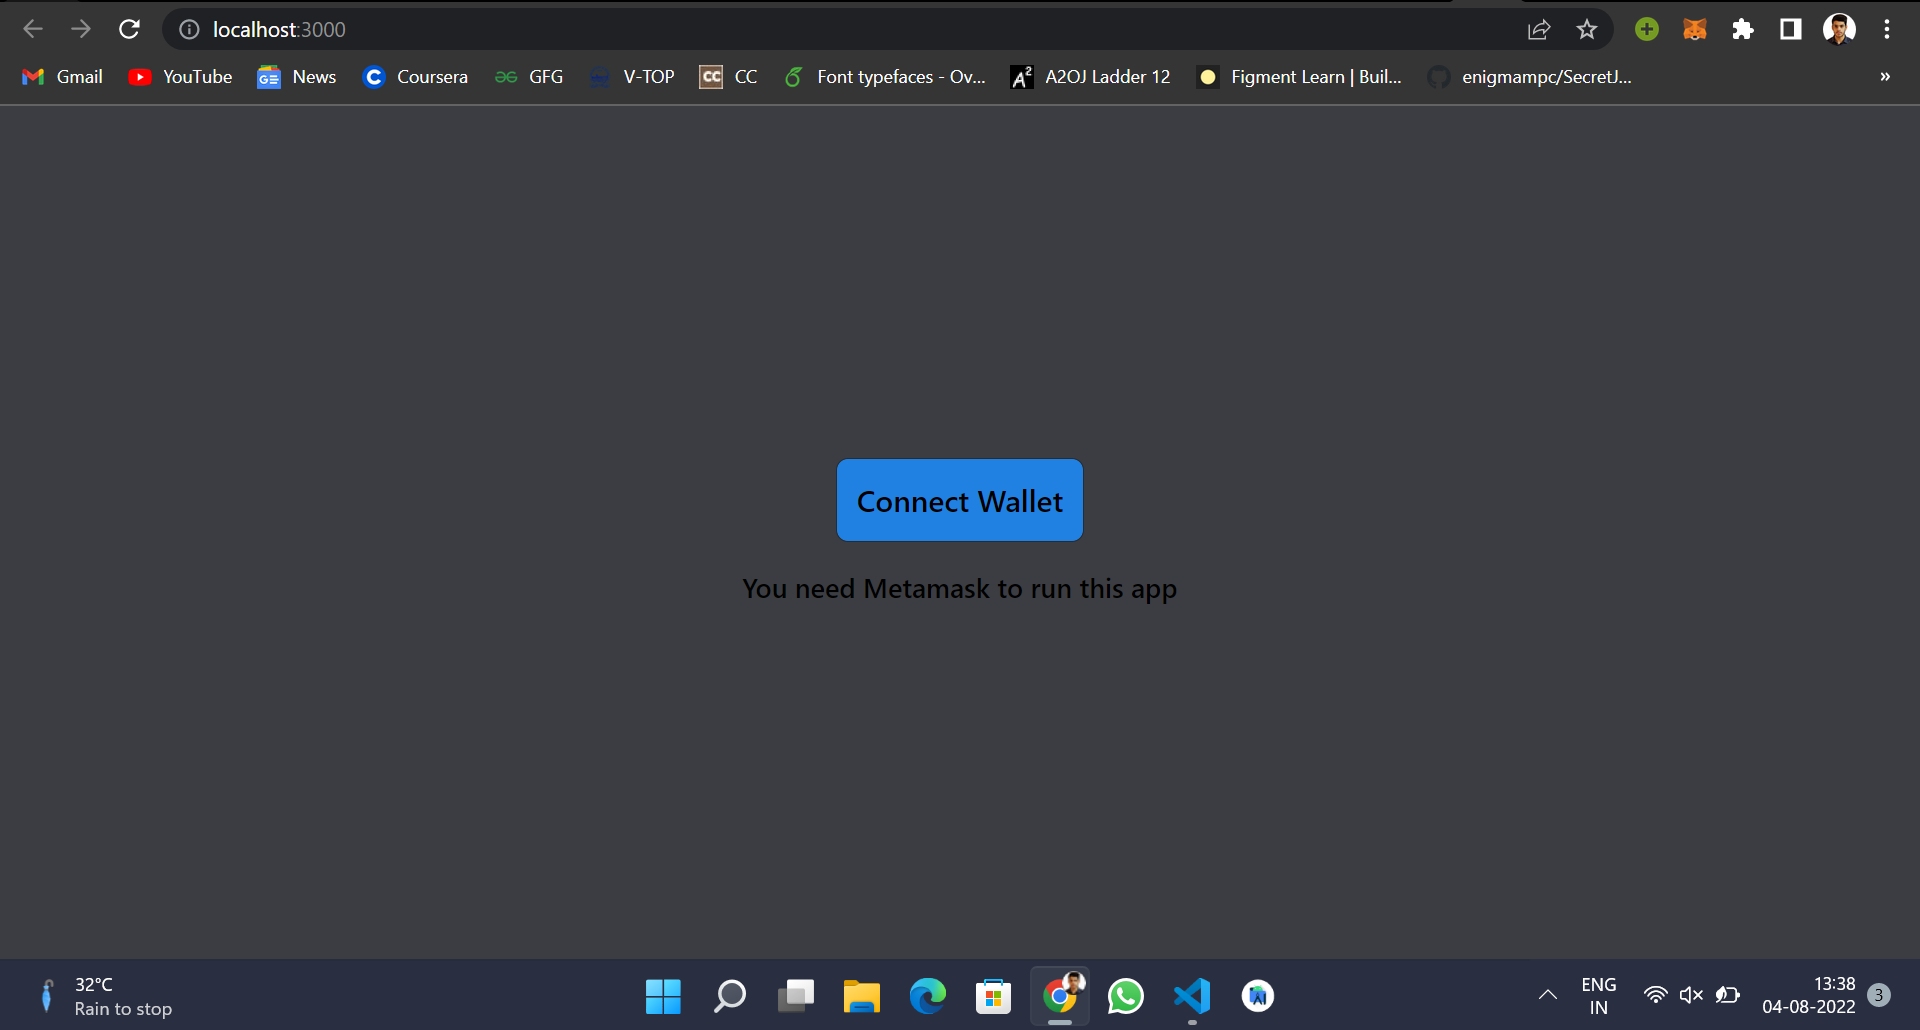 localhost:3000
Gmail YouTube News Coursera GFG V-TOP CC Font typefaces - Ov... A2OJ Ladder 12 Figment Learn | Buil... enigmampc/SecretJ... »
Connect Wallet
You need Metamask to run this app
32°C
Rain to stop
ENG
IN
13:38
04-08-2022
3